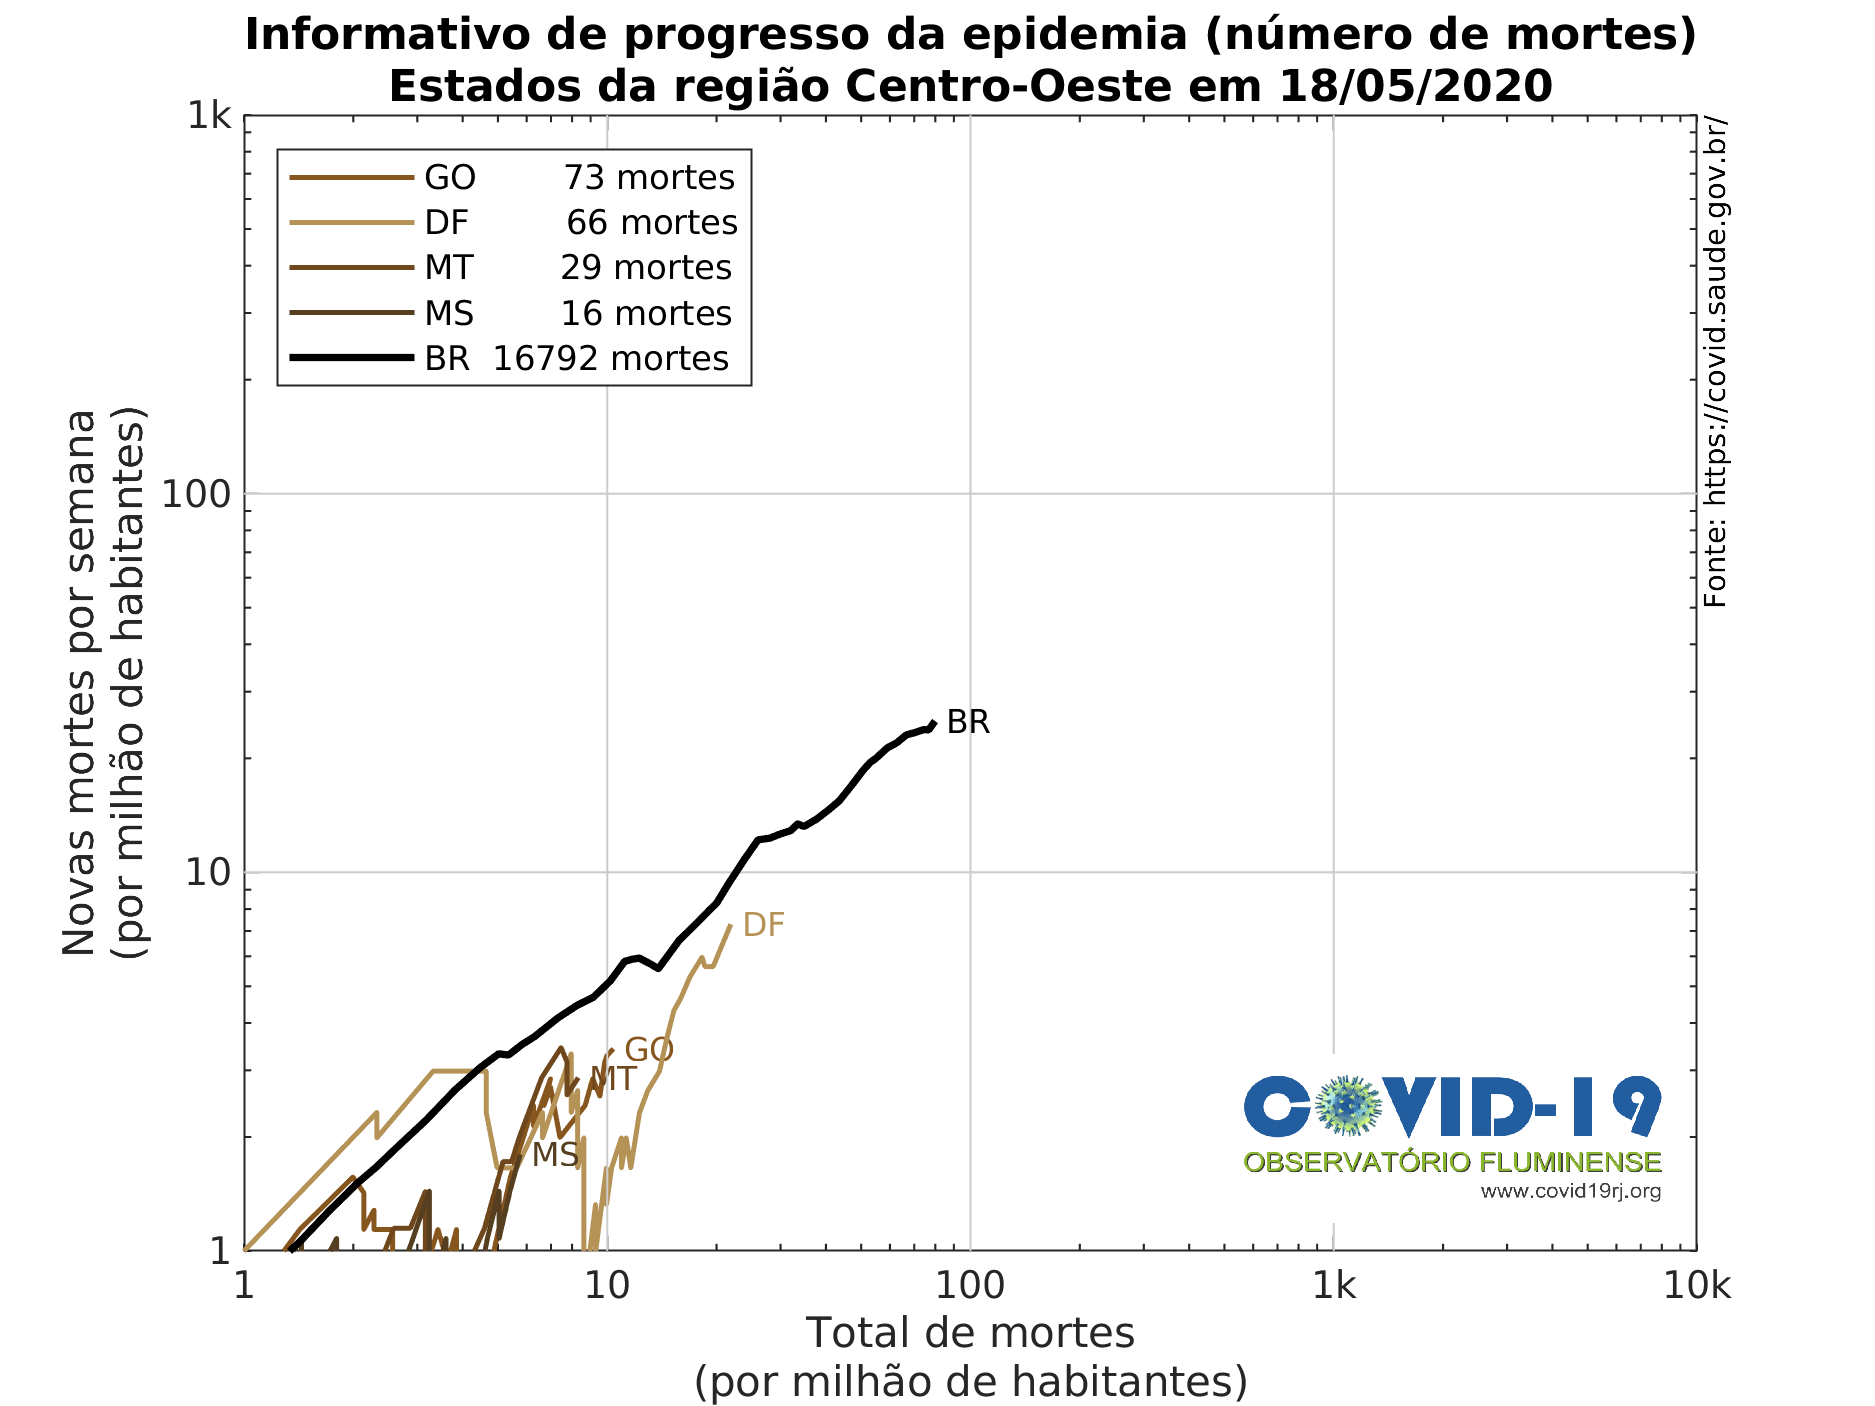 Informativo de progresso da epidemia (número de mortes)
Estados da região Centro-Oeste em 18/05/2020
1k
100
10
1
Novas mortes por semana
(por milhão de habitantes)
GO 73 mortes
DF 66 mortes
MT 29 mortes
MS 16 mortes
BR 16792 mortes
Fonte: https://covid.saude.gov.br/
BR
DF
GO
MT
MS
COVID-19
OBSERVATÓRIO FLUMINENSE
www.covid19rj.org
1
10
100
1k
10k
Total de mortes
(por milhão de habitantes)